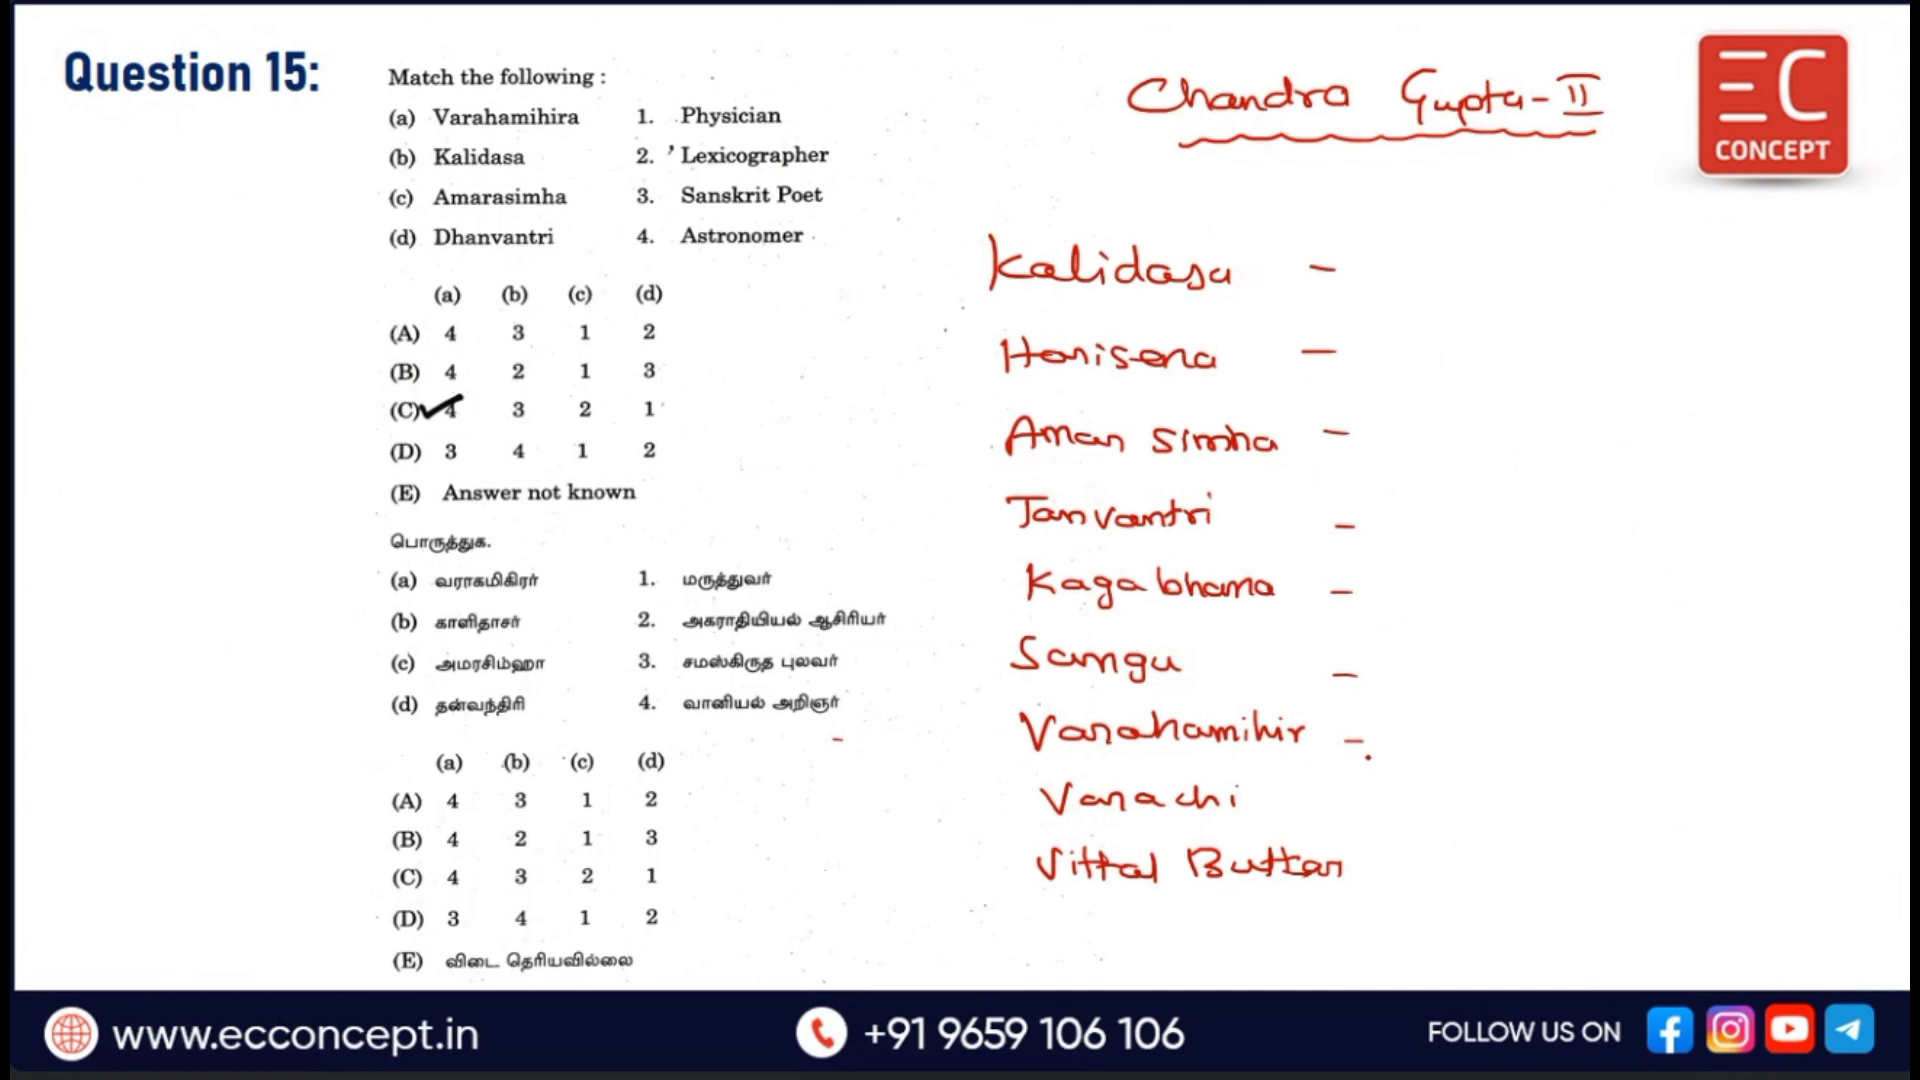 Question 15:
Match the following :
(a) Varahamihira 1. Physician
(b) Kalidasa 2. Lexicographer
(c) Amarasimha 3. Sanskrit Poet
(d) Dhanvantri 4. Astronomer
(a) (b) (c) (d)
(A) 4 3 1 2
(B) 4 2 1 3
(C) 4 3 2 1
(D) 3 4 1 2
(E) Answer not known
பொருத்துக.
(a) வராகமிகிரர் 1. மருத்துவர்
(b) காளிதாசர் 2. அகராதியியல் ஆசிரியர்
(c) அமரசிம்ஹா 3. சமஸ்கிருத புலவர்
(d) தன்வந்திரி 4. வானியல் அறிஞர்
(a) (b) (c) (d)
(A) 4 3 1 2
(B) 4 2 1 3
(C) 4 3 2 1
(D) 3 4 1 2
(E) விடை தெரியவில்லை
Chandra Gupta-II
Kalidasa -
Harisena -
Amar Simha -
Tanvantri -
Kagabhana -
Sangu -
Varahamihir -
Varachi
Vittal Buttar
EC
CONCEPT
www.ecconcept.in
+91 9659 106 106
FOLLOW US ON